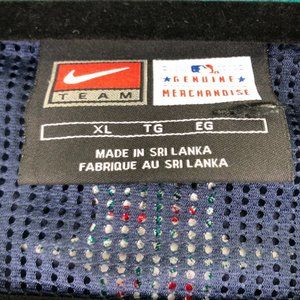 TEAM
GENUINE
MERCHANDISE
XL TG EG
MADE IN SRI LANKA
FABRIQUE AU SRI LANKA